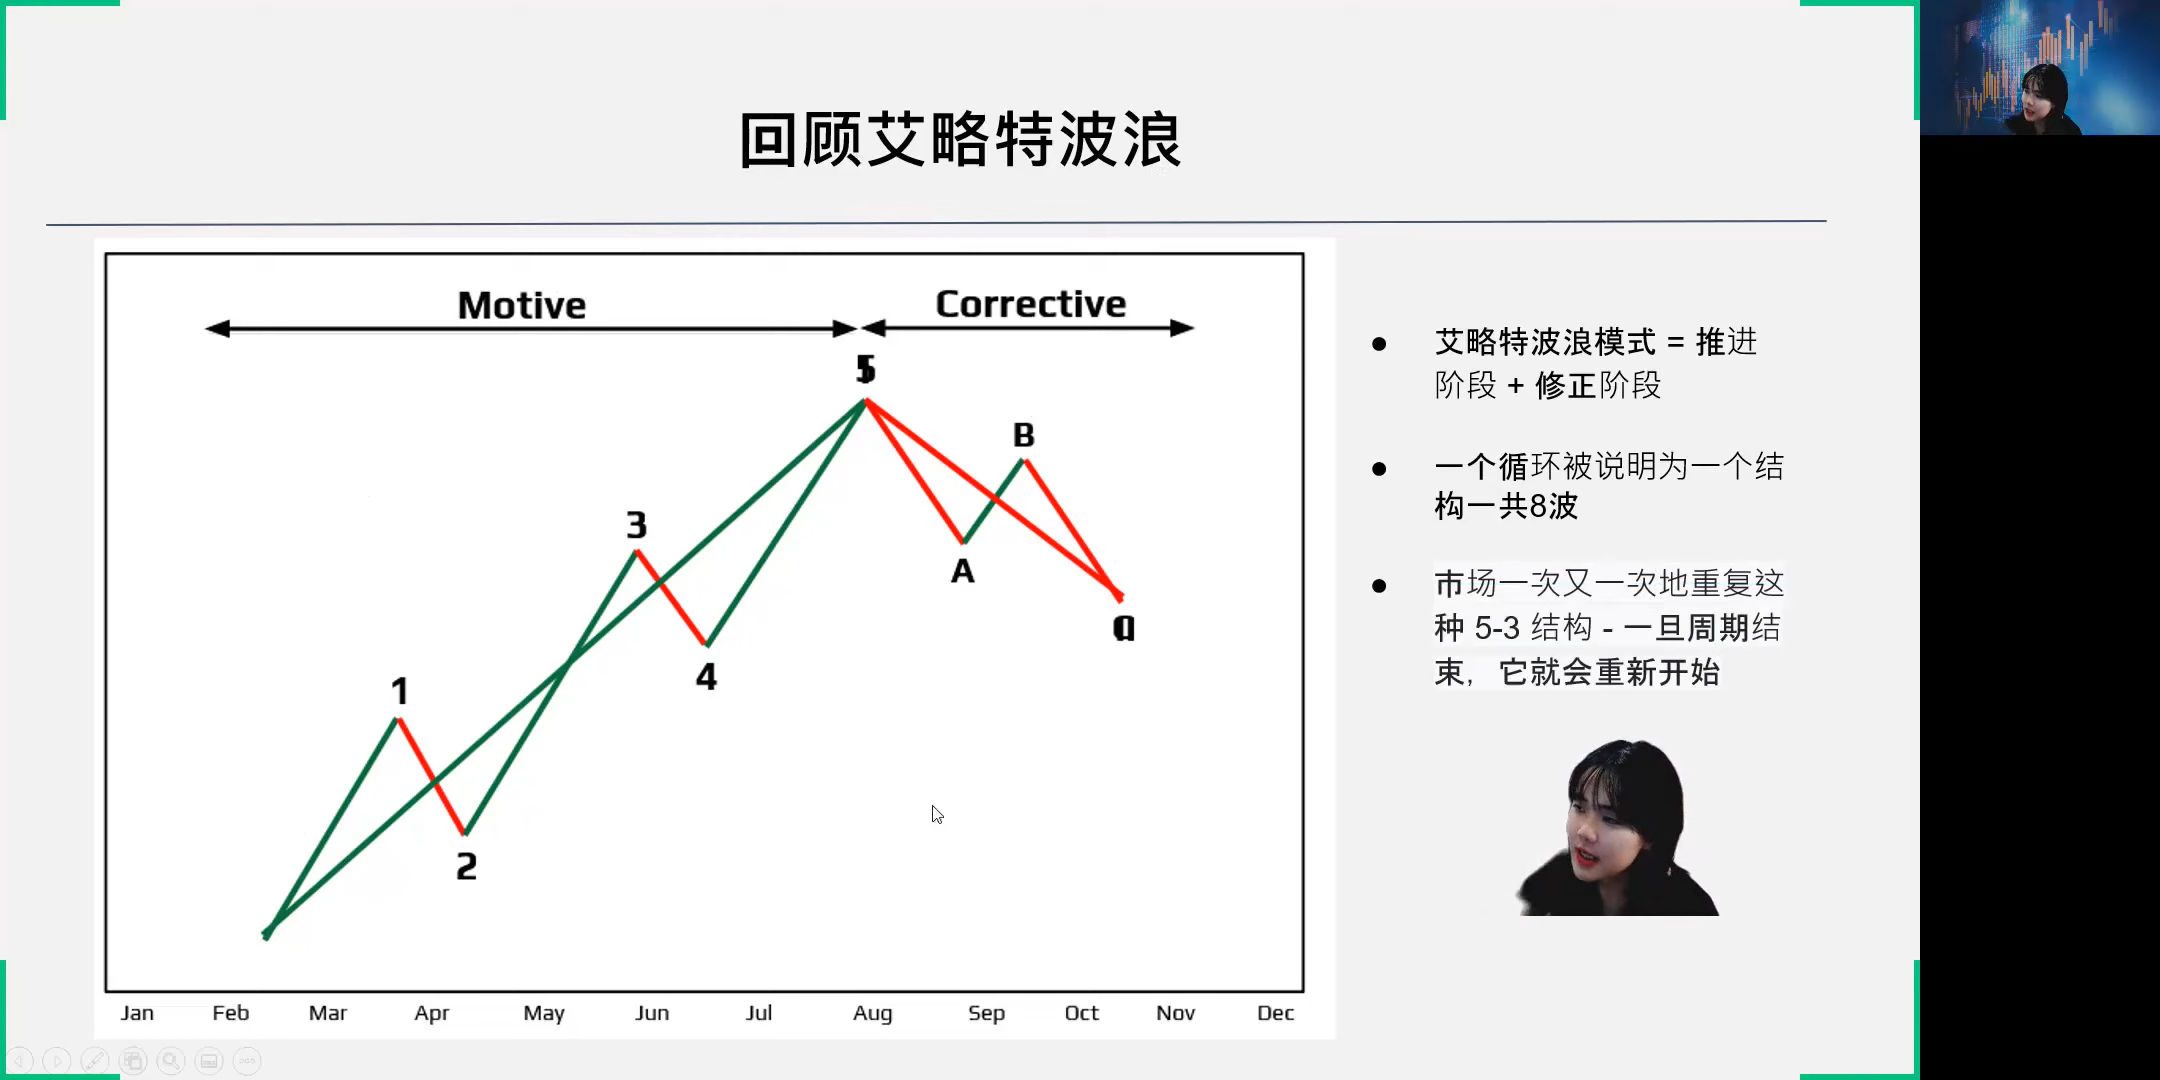 回顾艾略特波浪
Motive
Corrective
5
B
3
A
4
1
2
艾略特波浪模式 = 推进
阶段 + 修正阶段
一个循环被说明为一个结
构一共8波
市场一次又一次地重复这
种 5-3 结构 - 一旦周期结
束，它就会重新开始
Jan Feb Mar Apr May Jun Jul Aug Sep Oct Nov Dec